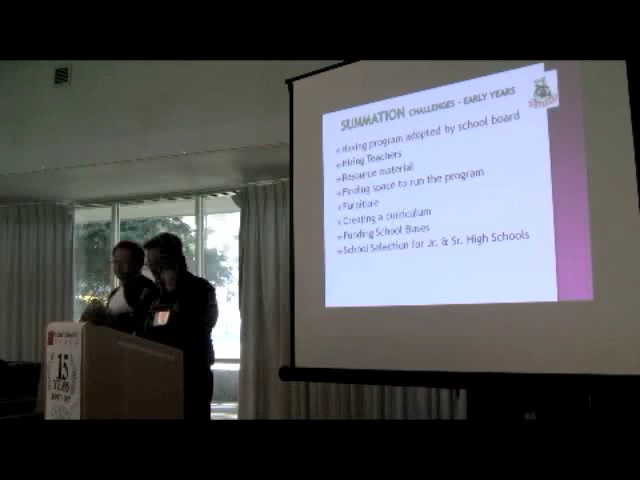 SUMMATION CHALLENGES - EARLY YEARS
Having program adopted by school board
Hiring Teachers
Resource material
Finding space to run the program
Furniture
Creating a curriculum
Funding School Buses
School Selection for Jr. & Sr. High Schools
15
YEARS